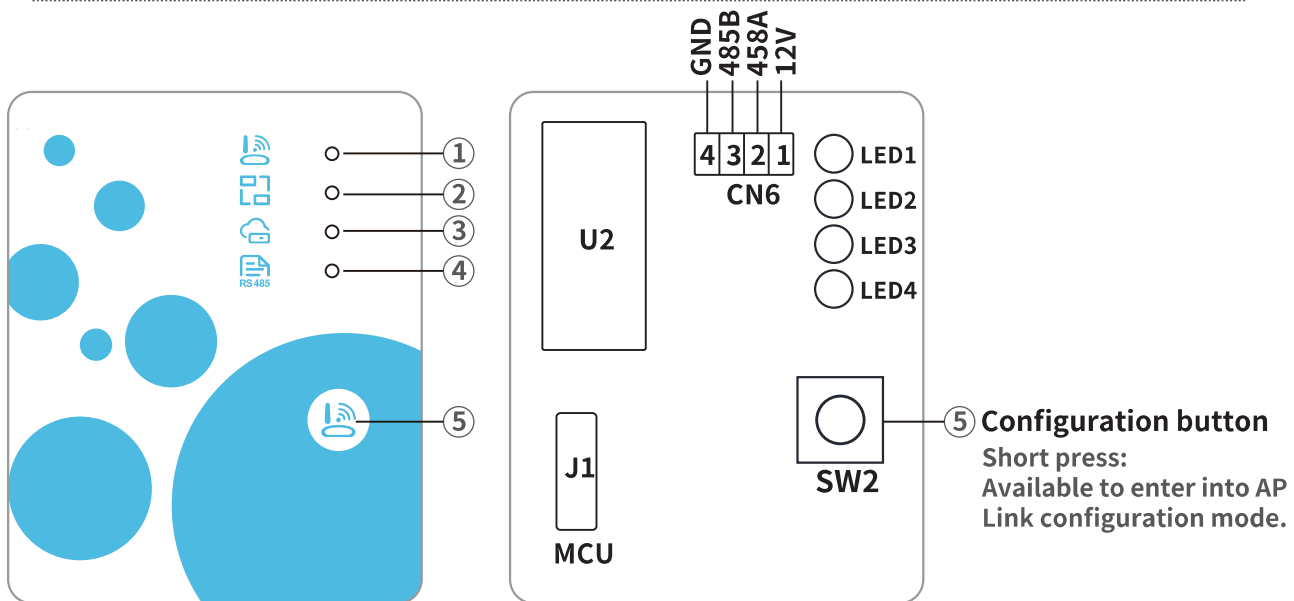 GND
485B
458A
12V
①
②
③
④
RS485
⑤
4 3 2 1
CN6
LED1
LED2
LED3
LED4
U2
J1
MCU
SW2
⑤ Configuration button
Short press:
Available to enter into AP
Link configuration mode.